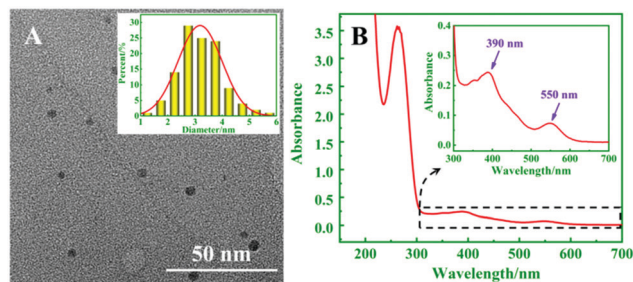 A
Percent/%
30
25
20
15
10
5
0
1 2 3 4 5 6
Diameter/nm
50 nm
B
Absorbance
3.5
3.0
2.5
2.0
1.5
1.0
0.5
0.0
200 300 400 500 600 700
Wavelength/nm
Absorbance
0.4
0.3
0.2
0.1
0.0
300 400 500 600 700
Wavelength/nm
390 nm
550 nm